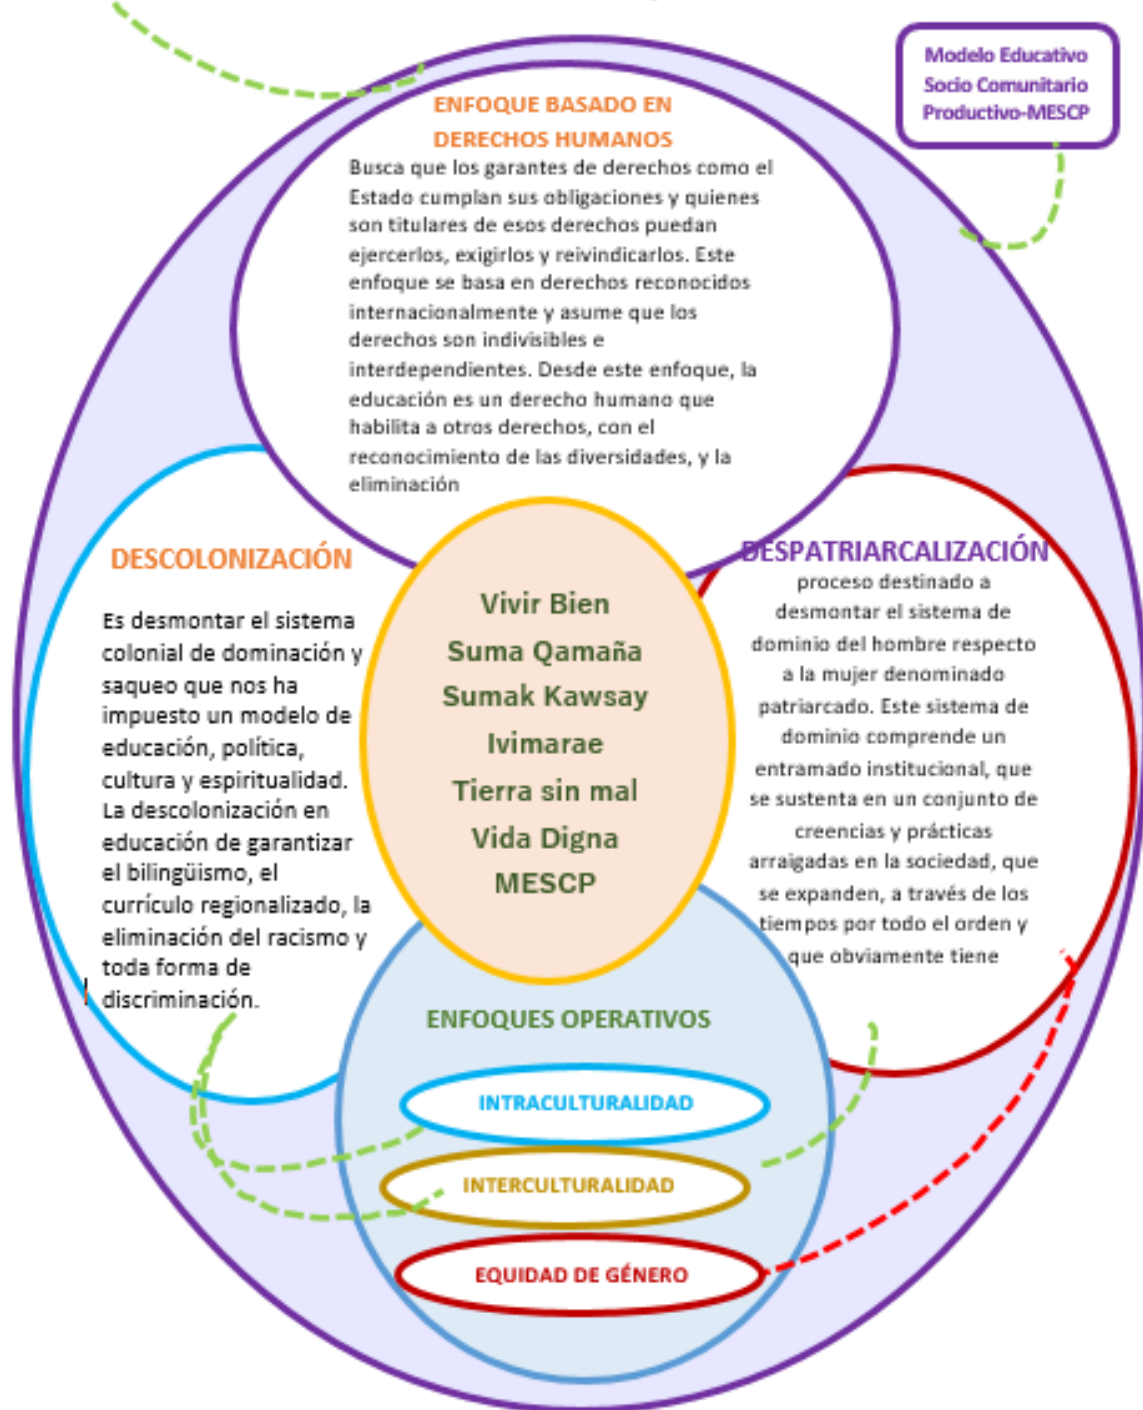 Modelo Educativo
Socio Comunitario
Productivo-MESCP
ENFOQUE BASADO EN
DERECHOS HUMANOS
Busca que los garantes de derechos como el
Estado cumplan sus obligaciones y quienes
son titulares de esos derechos puedan
ejercerlos, exigirlos y reivindicarlos. Este
enfoque se basa en derechos reconocidos
internacionalmente y asume que los
derechos son indivisibles e
interdependientes. Desde este enfoque, la
educación es un derecho humano que
habilita a otros derechos, con el
reconocimiento de las diversidades, y la
eliminación
DESCOLONIZACIÓN
Es desmontar el sistema
colonial de dominación y
saqueo que nos ha
impuesto un modelo de
educación, política,
cultura y espiritualidad.
La descolonización en
educación de garantizar
el bilingüismo, el
currículo regionalizado, la
eliminación del racismo y
toda forma de
discriminación.
Vivir Bien
Suma Qamaña
Sumak Kawsay
Ivimarae
Tierra sin mal
Vida Digna
MESCP
DESPATRIARCALIZACIÓN
proceso destinado a
desmontar el sistema de
dominio del hombre respecto
a la mujer denominado
patriarcado. Este sistema de
dominio comprende un
entramado institucional, que
se sustenta en un conjunto de
creencias y prácticas
arraigadas en la sociedad, que
se expanden, a través de los
tiempos por todo el orden y
que obviamente tiene
ENFOQUES OPERATIVOS
INTRACULTURALIDAD
INTERCULTURALIDAD
EQUIDAD DE GÉNERO